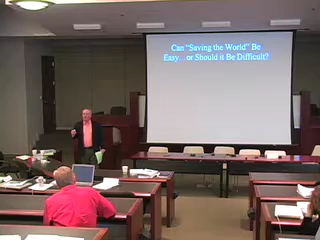 Can "Saving the World" Be
Easy…or Should it Be Difficult?